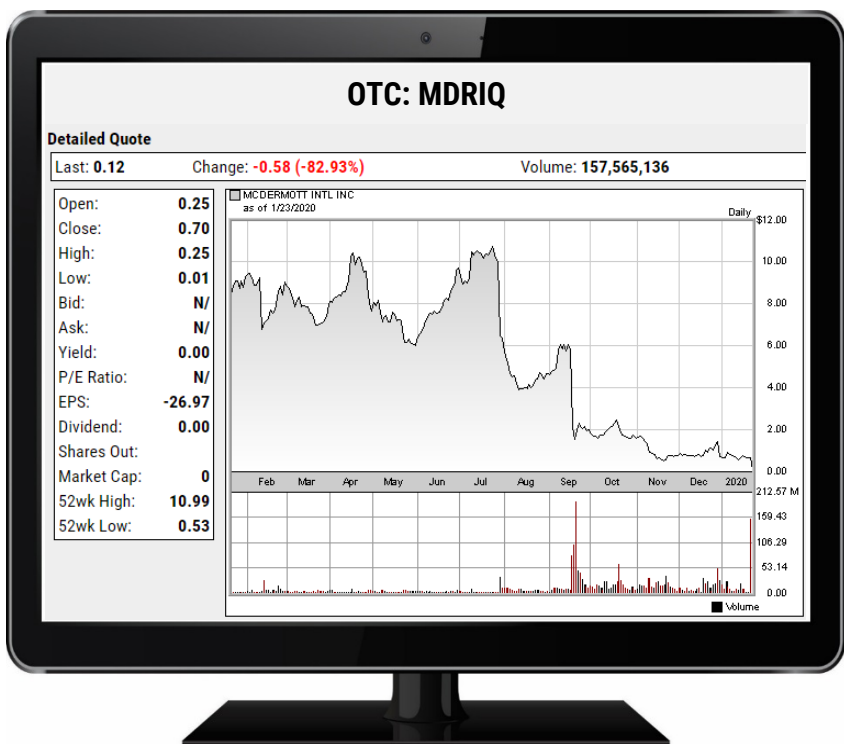 OTC: MDRIQ
Detailed Quote
Last: 0.12 Change: -0.58 (-82.93%) Volume: 157,565,136
Open: 0.25
Close: 0.70
High: 0.25
Low: 0.01
Bid: N/
Ask: N/
Yield: 0.00
P/E Ratio: N/
EPS: -26.97
Dividend: 0.00
Shares Out:
Market Cap: 0
52wk High: 10.99
52wk Low: 0.53
MCDERMOTT INTL INC
as of 1/23/2020
Daily
$12.00
10.00
8.00
6.00
4.00
2.00
0.00
Feb Mar Apr May Jun Jul Aug Sep Oct Nov Dec 2020
212.57 M
159.43
106.29
53.14
0.00
Volume